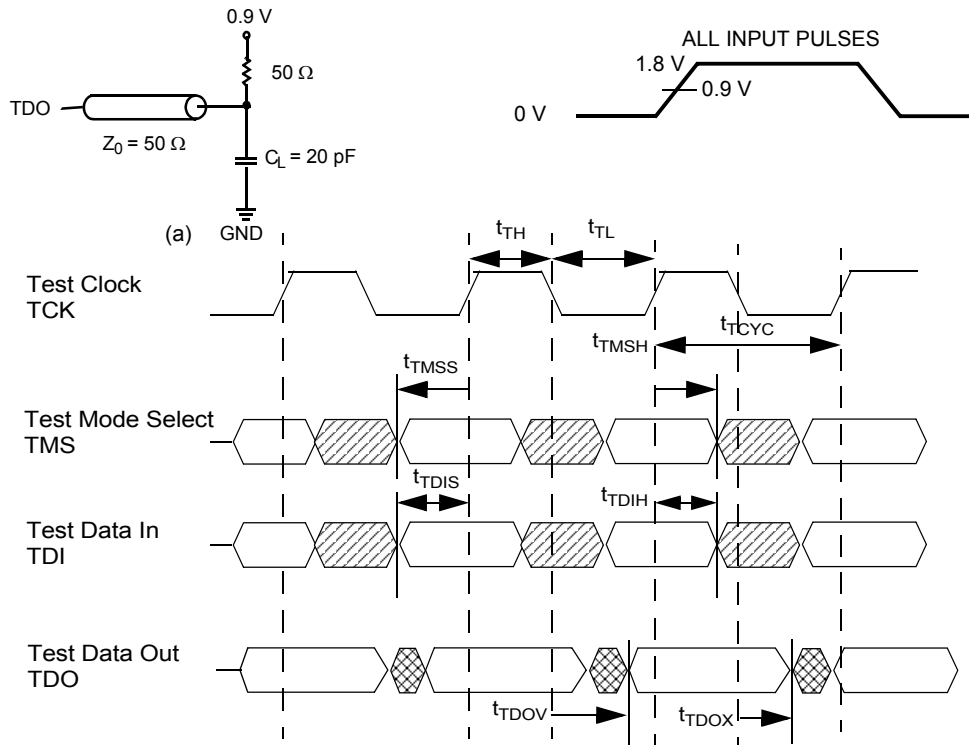 0.9 V
50 Ω
TDO
Z0 = 50 Ω
CL = 20 pF
(a) GND
ALL INPUT PULSES
1.8 V
0.9 V
0 V
tTH
tTL
Test Clock
TCK
tTCYC
tTMSH
tTMSS
Test Mode Select
TMS
tTDIS
tTDIH
Test Data In
TDI
Test Data Out
TDO
tTDOV
tTDOX